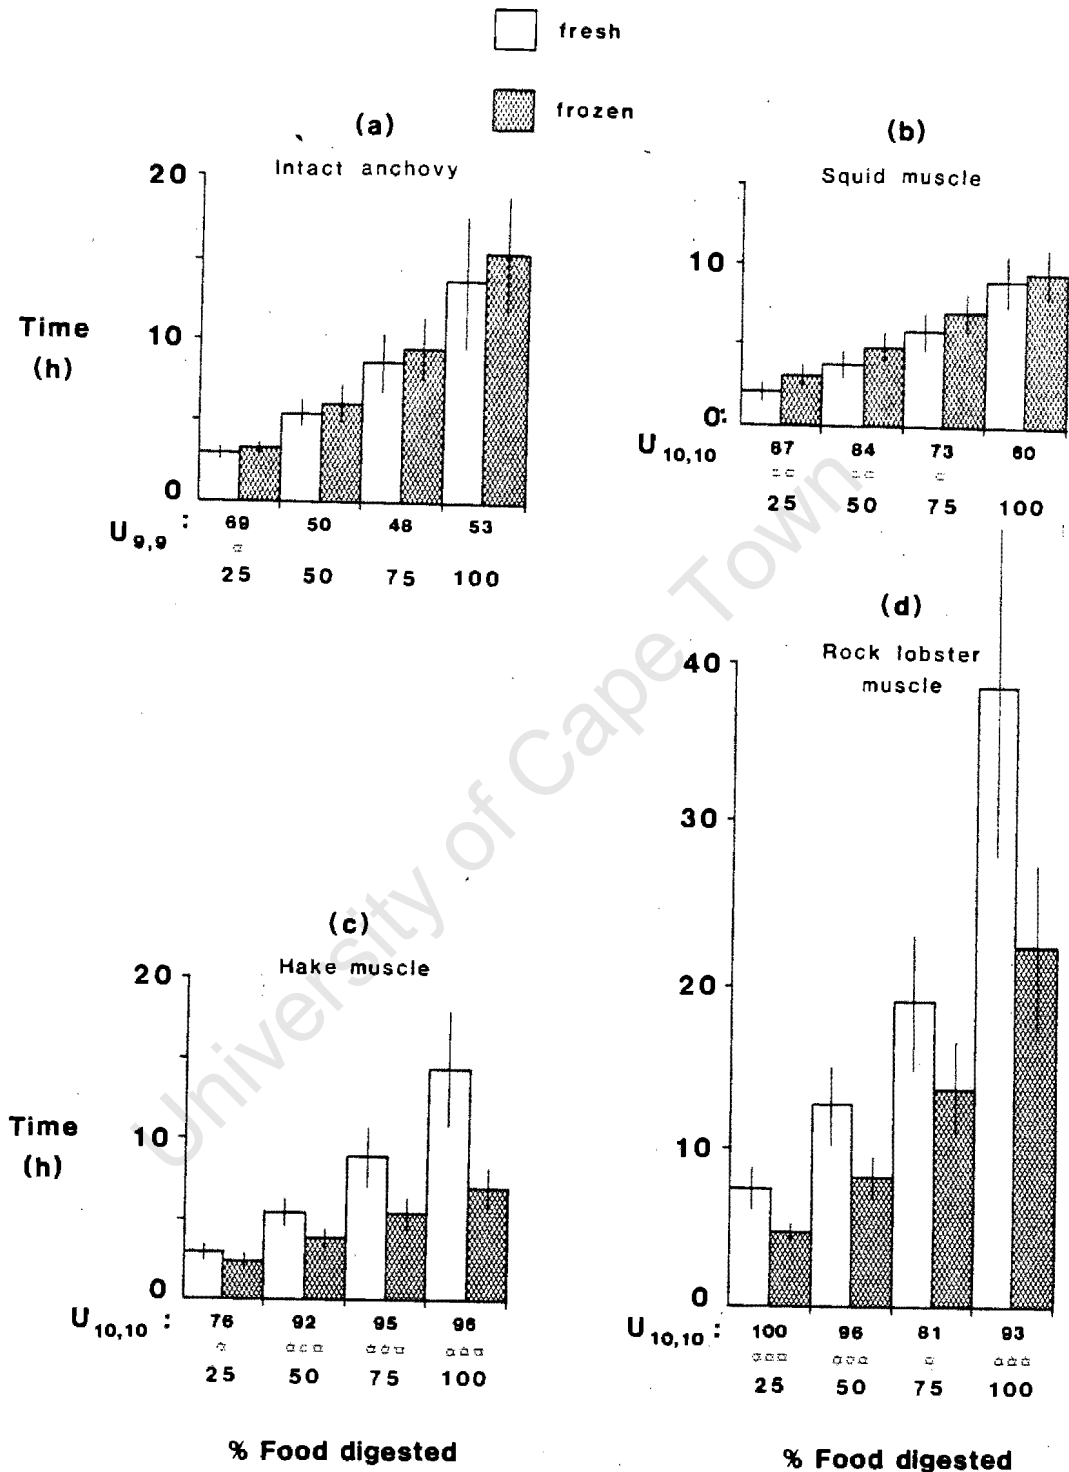 fresh
frozen
(a)
Intact anchovy
20
10
0
Time
(h)
U9,9 :
69 50 48 53
25 50 75 100
(b)
Squid muscle
10
0
U10,10 :
87 84 73 60
25 50 75 100
(c)
Hake muscle
20
10
0
Time
(h)
U10,10 :
76 92 95 96
25 50 75 100
% Food digested
(d)
Rock lobster
muscle
40
30
20
10
0
U10,10 :
100 96 81 93
25 50 75 100
% Food digested
University of Cape Town